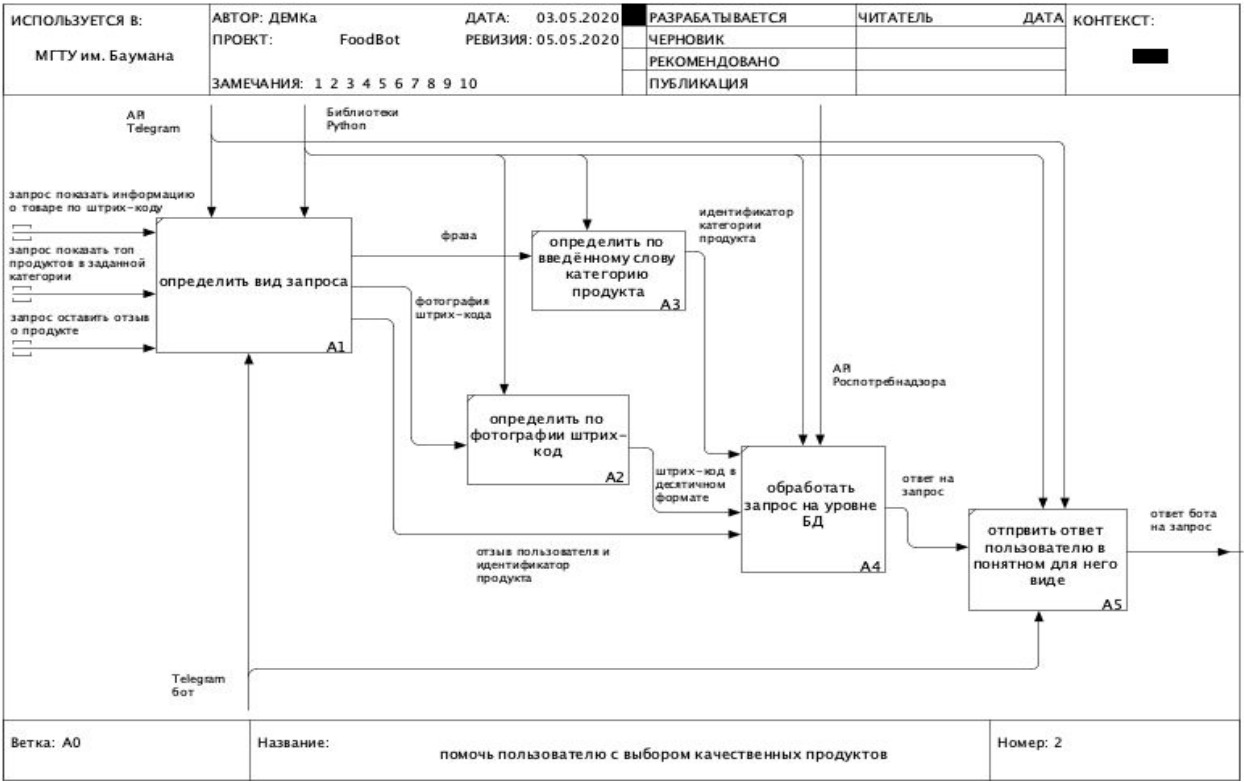 ИСПОЛЬЗУЕТСЯ В:
МГТУ им. Баумана
АВТОР: ДЕМКа
ДАТА: 03.05.2020
ПРОЕКТ: FoodBot
РЕВИЗИЯ: 05.05.2020
ЗАМЕЧАНИЯ: 1 2 3 4 5 6 7 8 9 10
РАЗРАБАТЫВАЕТСЯ
ЧЕРНОВИК
РЕКОМЕНДОВАНО
ПУБЛИКАЦИЯ
ЧИТАТЕЛЬ
ДАТА
КОНТЕКСТ:
API
Telegram
Библиотеки
Python
запрос показать информацию
о товаре по штрих-коду
запрос показать топ
продуктов в заданной
категории
запрос оставить отзыв
о продукте
определить вид запроса
A1
фраза
фотография
штрих-кода
определить по
введённому слову
категорию
продукта
A3
идентификатор
категории
продукта
определить по
фотографии штрих-
код
A2
штрих-код в
десятичном
формате
отзыв пользователя и
идентификатор
продукта
API
Роспотребнадзора
обработать
запрос на уровне
БД
A4
ответ на
запрос
отпрвить ответ
пользователю в
понятном для него
виде
A5
ответ бота
на запрос
Telegram
бот
Ветка: A0
Название:
помочь пользователю с выбором качественных продуктов
Номер: 2